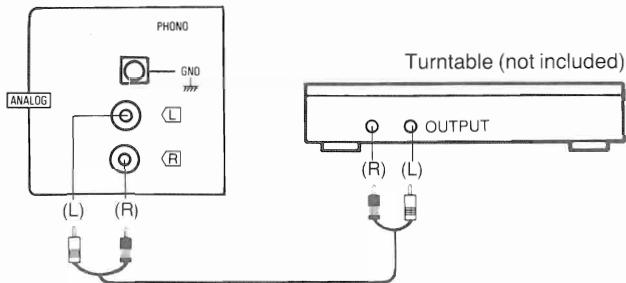 PHONO
GND
Turntable (not included)
ANALOG
L
OUTPUT
R
(R) (L)
(L) (R)